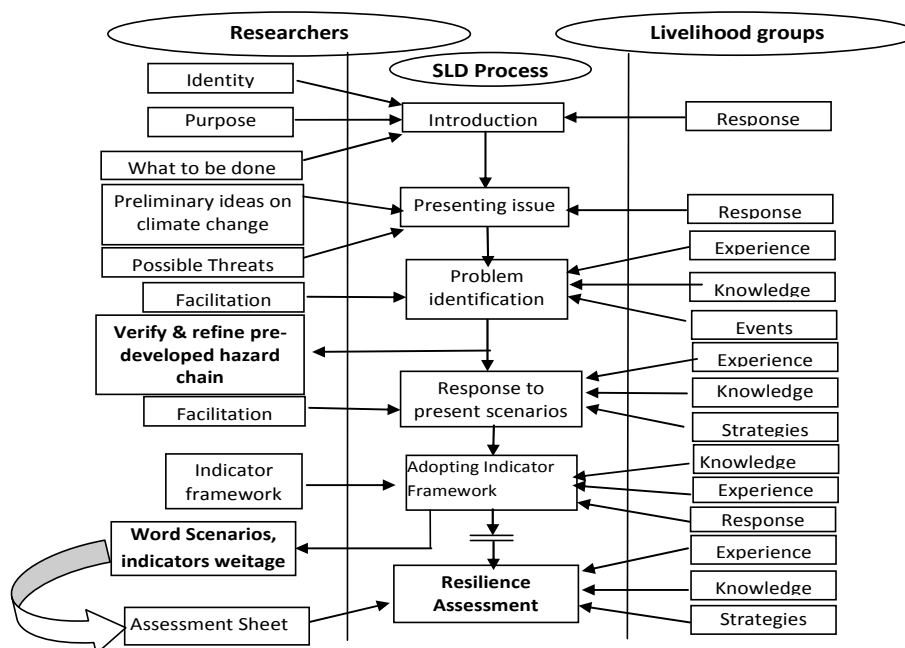 Researchers
Livelihood groups
SLD Process
Identity
Purpose
What to be done
Introduction
Response
Preliminary ideas on
climate change
Possible Threats
Presenting issue
Response
Facilitation
Problem
identification
Experience
Knowledge
Events
Verify & refine pre-
developed hazard
chain
Facilitation
Response to
present scenarios
Experience
Knowledge
Strategies
Indicator
framework
Adopting Indicator
Framework
Knowledge
Experience
Response
Word Scenarios,
indicators weitage
Assessment Sheet
Resilience
Assessment
Experience
Knowledge
Strategies